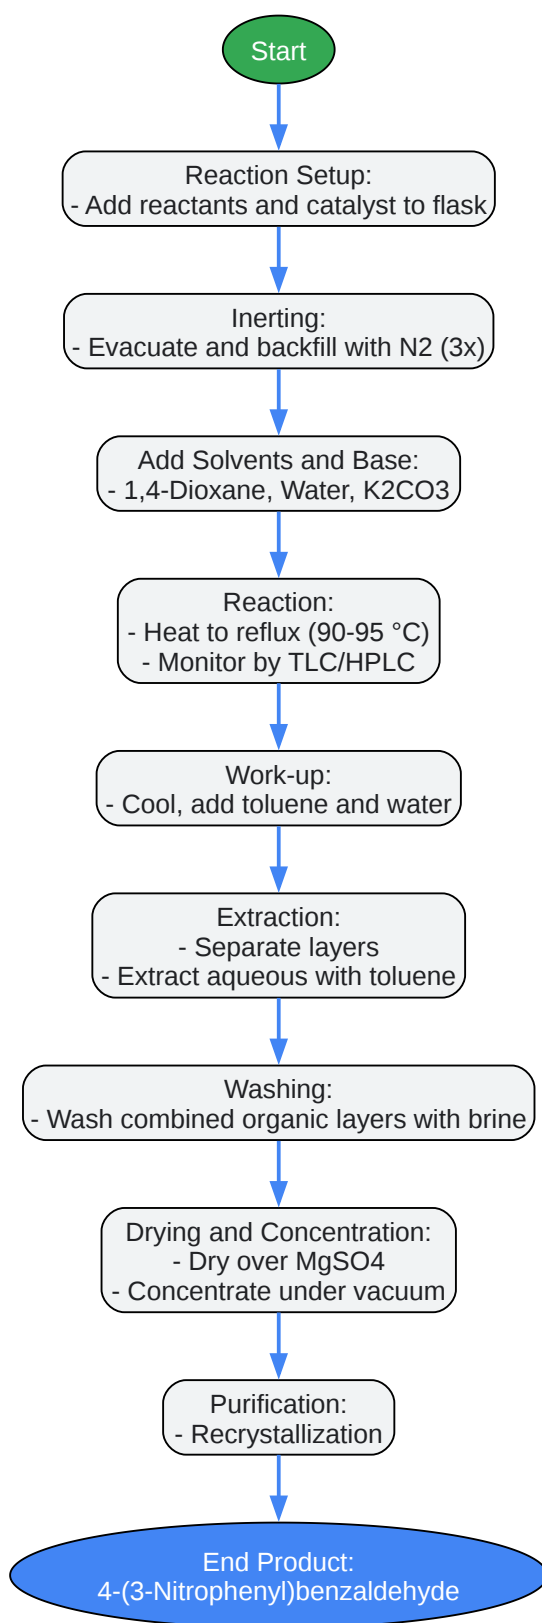 Start
Reaction Setup:
- Add reactants and catalyst to flask
Inerting:
- Evacuate and backfill with N2 (3x)
Add Solvents and Base:
- 1,4-Dioxane, Water, K2CO3
Reaction:
- Heat to reflux (90-95 °C)
- Monitor by TLC/HPLC
Work-up:
- Cool, add toluene and water
Extraction:
- Separate layers
- Extract aqueous with toluene
Washing:
- Wash combined organic layers with brine
Drying and Concentration:
- Dry over MgSO4
- Concentrate under vacuum
Purification:
- Recrystallization
End Product:
4-(3-Nitrophenyl)benzaldehyde